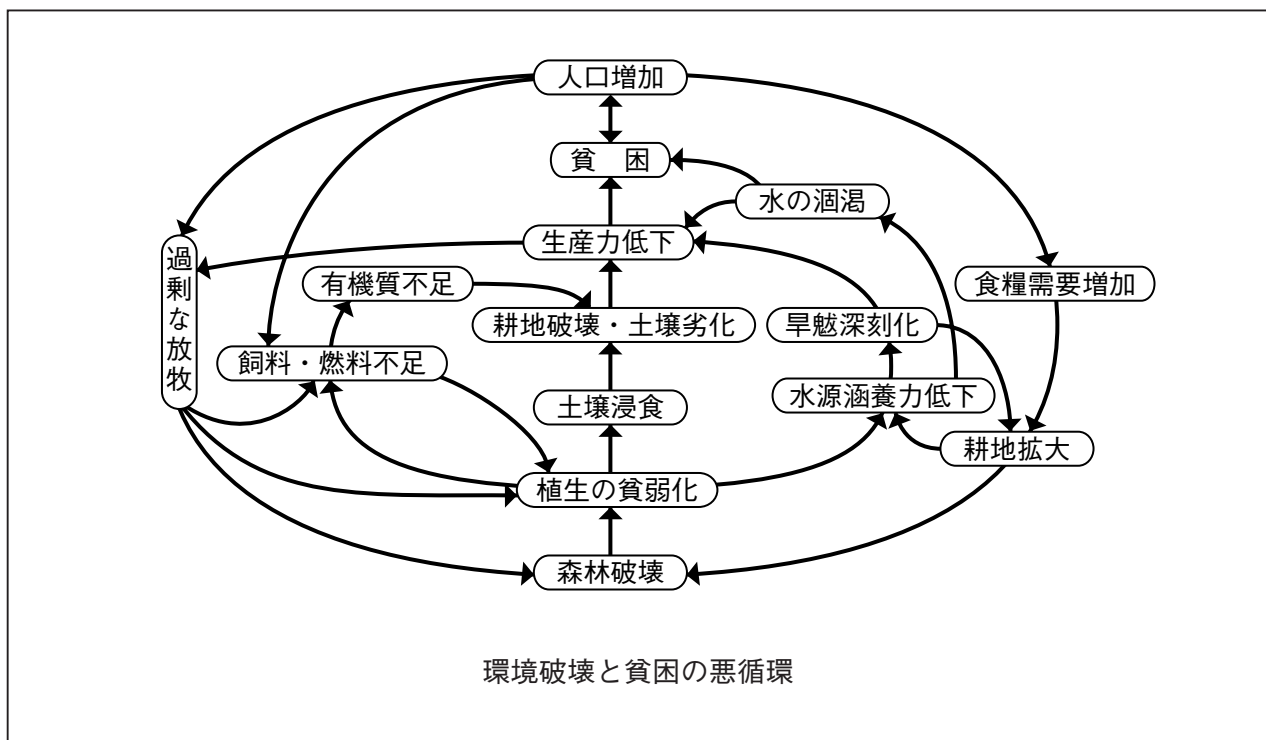 人口増加
貧　困
水の涸渇
生産力低下
過剰な放牧
有機質不足
食糧需要増加
耕地破壊・土壌劣化
旱魃深刻化
飼料・燃料不足
水源涵養力低下
土壌浸食
耕地拡大
植生の貧弱化
森林破壊
環境破壊と貧困の悪循環